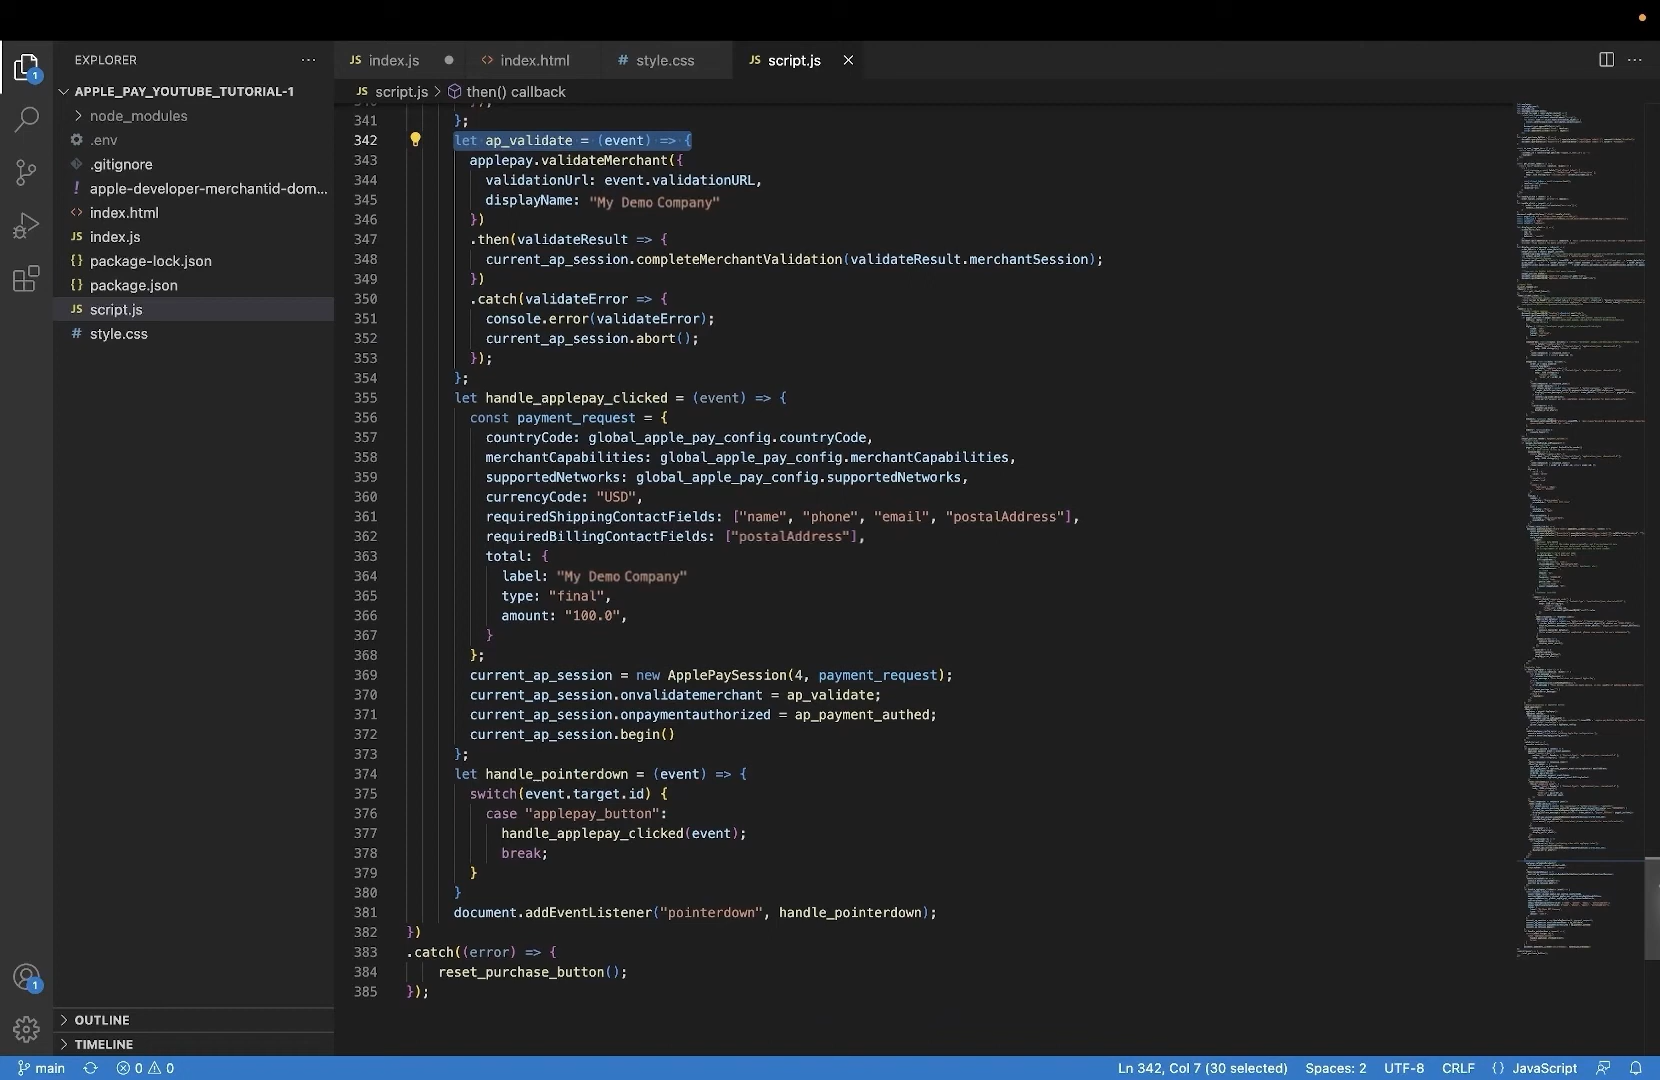 EXPLORER
APPLE_PAY_YOUTUBE_TUTORIAL-1
node_modules
.env
.gitignore
! apple-developer-merchantid-dom...
<> index.html
JS index.js
{} package-lock.json
{} package.json
JS script.js
# style.css
OUTLINE
TIMELINE
1
1
JS index.js
<> index.html
# style.css
JS script.js
JS script.js > then() callback
341 };
342 let ap_validate = (event) => {
343 applepay.validateMerchant({
344 validationUrl: event.validationURL,
345 displayName: "My Demo Company"
346 })
347 .then(validateResult => {
348 current_ap_session.completeMerchantValidation(validateResult.merchantSession);
349 })
350 .catch(validateError => {
351 console.error(validateError);
352 current_ap_session.abort();
353 });
354 };
355 let handle_applepay_clicked = (event) => {
356 const payment_request = {
357 countryCode: global_apple_pay_config.countryCode,
358 merchantCapabilities: global_apple_pay_config.merchantCapabilities,
359 supportedNetworks: global_apple_pay_config.supportedNetworks,
360 currencyCode: "USD",
361 requiredShippingContactFields: ["name", "phone", "email", "postalAddress"],
362 requiredBillingContactFields: ["postalAddress"],
363 total: {
364 label: "My Demo Company"
365 type: "final",
366 amount: "100.0",
367 }
368 };
369 current_ap_session = new ApplePaySession(4, payment_request);
370 current_ap_session.onvalidatemerchant = ap_validate;
371 current_ap_session.onpaymentauthorized = ap_payment_authed;
372 current_ap_session.begin()
373 };
374 let handle_pointerdown = (event) => {
375 switch(event.target.id) {
376 case "applepay_button":
377 handle_applepay_clicked(event);
378 break;
379 }
380 }
381 document.addEventListener("pointerdown", handle_pointerdown);
382 })
383 .catch((error) => {
384 reset_purchase_button();
385 });
main 0 0 Ln 342, Col 7 (30 selected) Spaces: 2 UTF-8 CRLF {} JavaScript